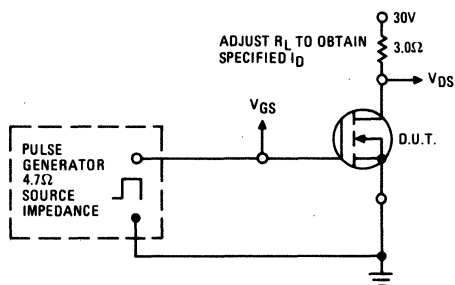 30V
ADJUST RL TO OBTAIN
SPECIFIED ID
3.0Ω
VDS
VGS
D.U.T.
PULSE
GENERATOR
4.7Ω
SOURCE
IMPEDANCE